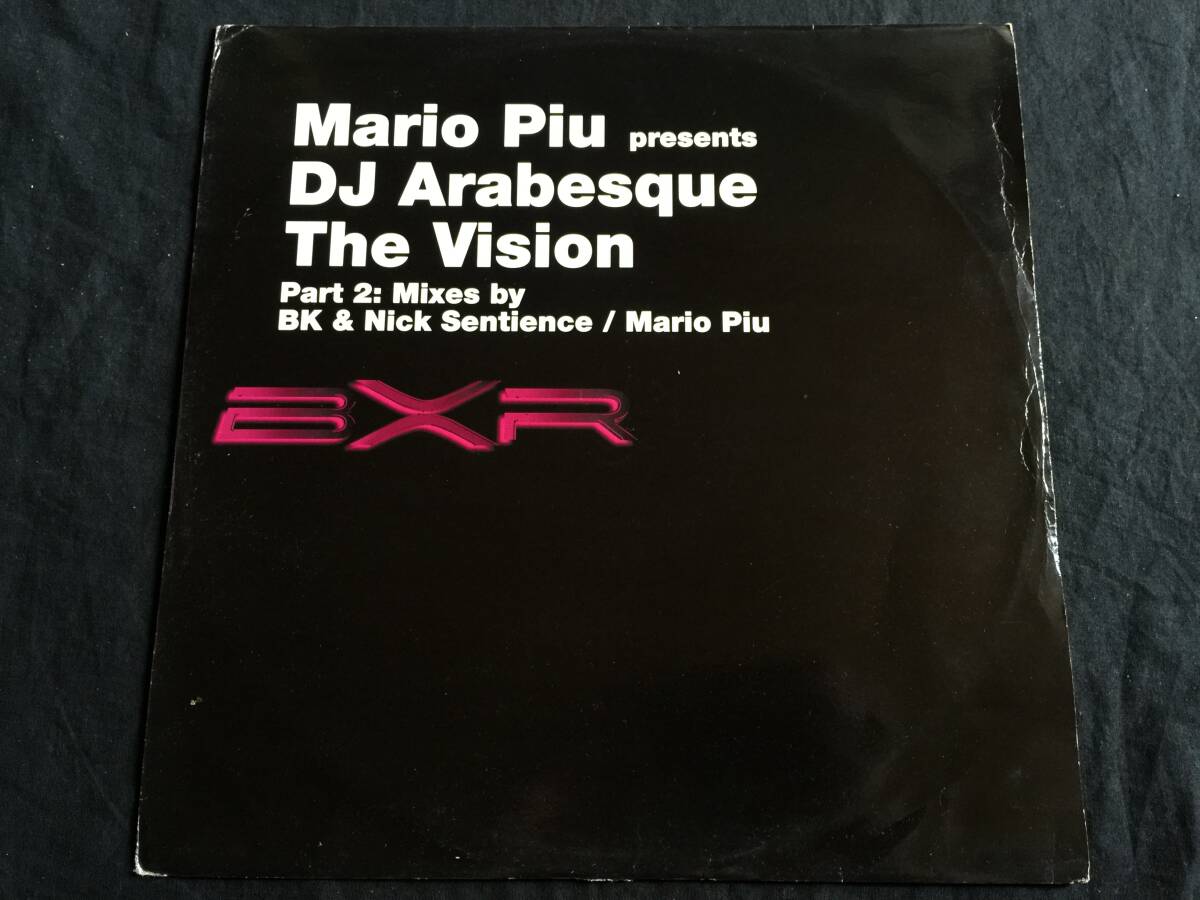 Mario Piu presents
DJ Arabesque
The Vision
Part 2: Mixes by
BK & Nick Sentience / Mario Piu
BXR